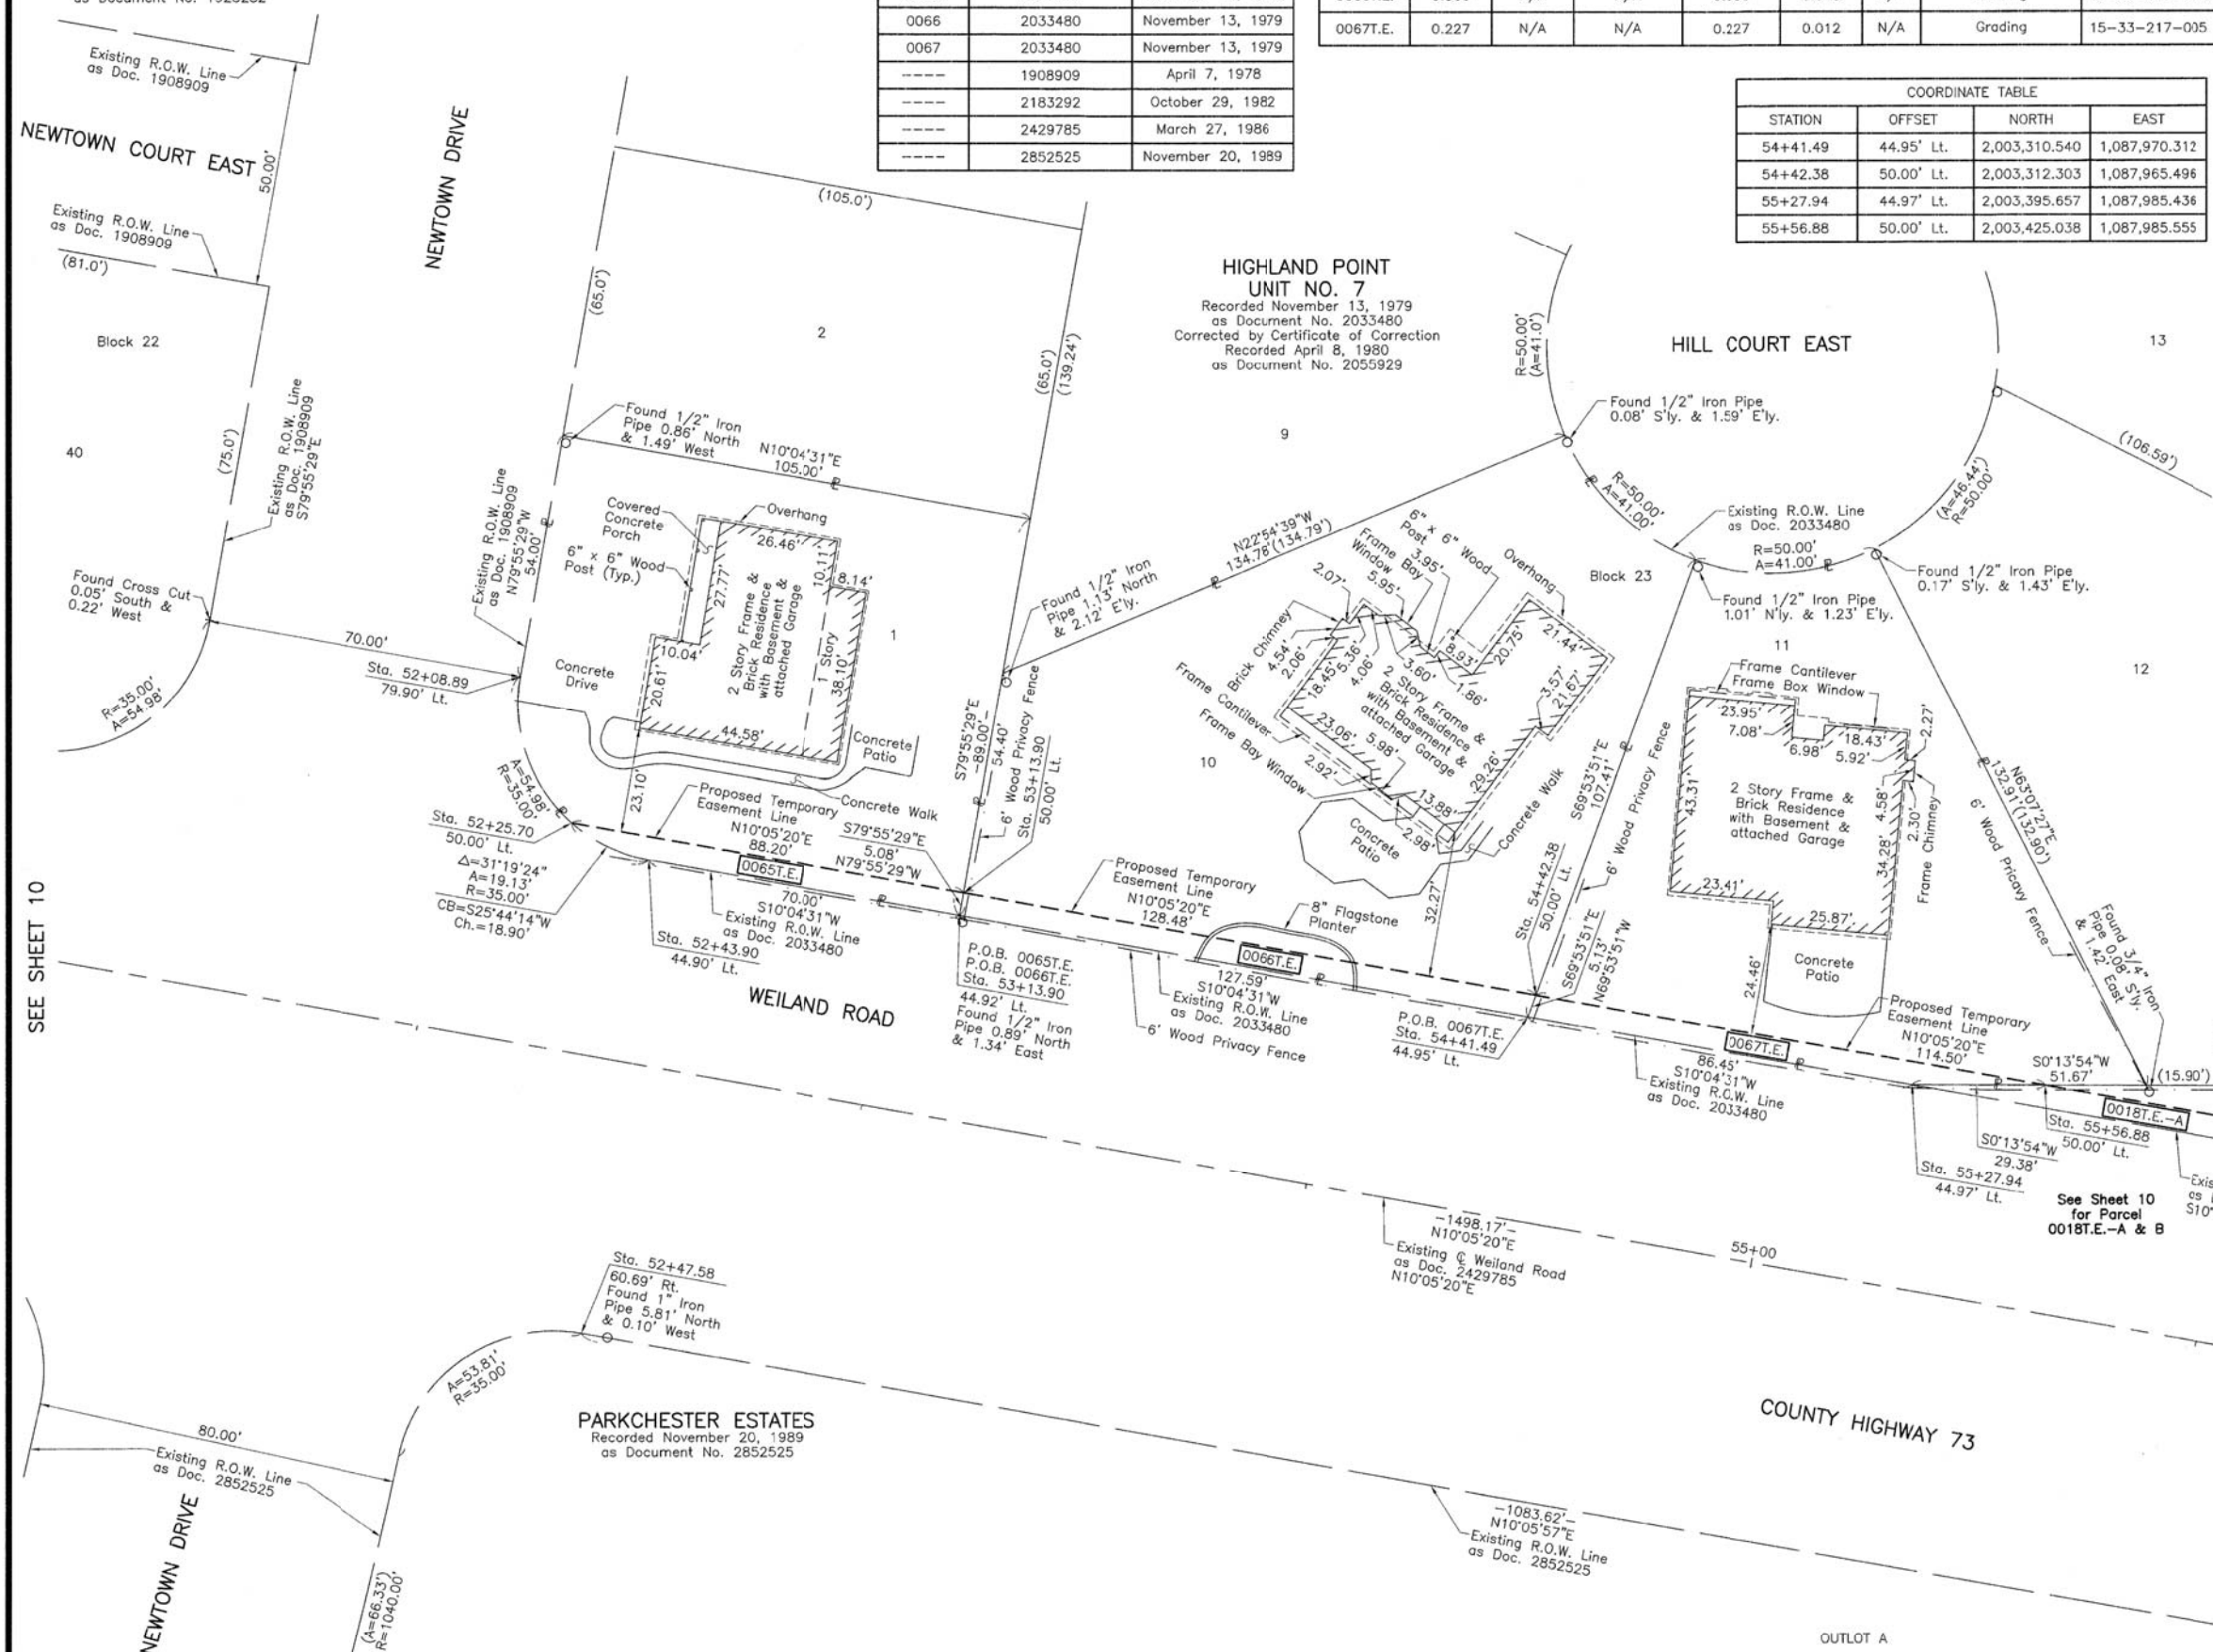 0066 2033480 November 13, 1979
0067 2033480 November 13, 1979
---- 1908909 April 7, 1978
---- 2183292 October 29, 1982
---- 2429785 March 27, 1986
---- 2852525 November 20, 1989
0067T.E. 0.227 N/A N/A 0.227 0.012 N/A Grading 15-33-217-005
COORDINATE TABLE
STATION OFFSET NORTH EAST
54+41.49 44.95' Lt. 2,003,310.540 1,087,970.312
54+42.38 50.00' Lt. 2,003,312.303 1,087,965.496
55+27.94 44.97' Lt. 2,003,395.657 1,087,985.436
55+56.88 50.00' Lt. 2,003,425.038 1,087,985.555
Existing R.O.W. Line
as Doc. 1908909
NEWTOWN COURT EAST
50.00'
Existing R.O.W. Line
as Doc. 1908909
(81.0')
Block 22
40
(75.0')
Existing R.O.W. Line
as Doc. 1908909
S79°55'29"E
Found Cross Cut
0.05' South &
0.22' West
R=35.00'
A=54.98'
70.00'
NEWTOWN DRIVE
(105.0')
(65.0')
2
(65.0')
(139.24')
Found 1/2" Iron
Pipe 0.86' North
& 1.49' West
N10°04'31"E
105.00'
Existing R.O.W. Line
as Doc. 1908909
N79°55'29"W
54.00'
Covered
Concrete
Porch
6" x 6" Wood
Post (Typ.)
Overhang
26.46'
27.77'
10.11'
8.14'
10.04'
20.61'
2 Story Frame &
Brick Residence
with Basement &
attached Garage
1 Story
38.10'
44.58'
1
Concrete
Drive
Concrete
Patio
Concrete Walk
23.10'
Sta. 52+08.89
79.90' Lt.
A=54.98'
R=35.00'
Sta. 52+25.70
50.00' Lt.
Δ=31°19'24"
A=19.13'
R=35.00'
CB=S25°44'14"W
Ch.=18.90'
Proposed Temporary
Easement Line
N10°05'20"E
88.20'
S79°55'29"E
5.08'
N79°55'29"W
0065T.E.
70.00'
S10°04'31"W
Existing R.O.W. Line
as Doc. 2033480
Sta. 52+43.90
44.90' Lt.
S79°55'29"E
-89.00'-
54.40'
6' Wood Privacy Fence
Sta. 53+13.90
50.00' Lt.
P.O.B. 0065T.E.
P.O.B. 0066T.E.
Sta. 53+13.90
44.92' Lt.
Found 1/2" Iron
Pipe 0.89' North
& 1.34' East
HIGHLAND POINT
UNIT NO. 7
Recorded November 13, 1979
as Document No. 2033480
Corrected by Certificate of Correction
Recorded April 8, 1980
as Document No. 2055929
9
Found 1/2" Iron
Pipe 1.13' North
& 2.12' E'ly.
N22°54'39"W
134.78'(134.79')
R=50.00'
(A=41.0')
HILL COURT EAST
13
Found 1/2" Iron Pipe
0.08' S'ly. & 1.59' E'ly.
R=50.00'
A=41.00'
Existing R.O.W. Line
as Doc. 2033480
R=50.00'
A=41.00'
(A=46.44')
R=50.00'
(106.59')
Found 1/2" Iron Pipe
0.17' S'ly. & 1.43' E'ly.
Found 1/2" Iron Pipe
1.01' N'ly. & 1.23' E'ly.
Block 23
6" x 6" Wood
Post
Overhang
Frame Bay
Window
3.95'
5.95'
2.07'
Brick Chimney
4.54'
2.06'
18.45'
5.36'
4.06'
3.60'
8.93'
1.86'
20.75'
21.44'
3.57'
21.67'
2 Story Frame &
Brick Residence
with Basement &
attached Garage
Frame Cantilever
Frame Bay Window
23.06'
5.98'
2.92'
13.88'
2.98'
29.26'
Concrete Walk
Concrete
Patio
32.27'
10
Proposed Temporary
Easement Line
N10°05'20"E
128.48'
8" Flagstone
Planter
0066T.E.
127.59'
S10°04'31"W
Existing R.O.W. Line
as Doc. 2033480
6' Wood Privacy Fence
S69°53'51"E
107.41'
6' Wood Privacy Fence
Sta. 54+42.38
50.00' Lt.
S69°53'51"E
5.13'
N69°53'51"W
P.O.B. 0067T.E.
Sta. 54+41.49
44.95' Lt.
11
Frame Cantilever
Frame Box Window
23.95'
7.08'
6.98'
18.43'
5.92'
2.27'
43.31'
2 Story Frame &
Brick Residence
with Basement &
attached Garage
4.58'
2.30'
34.28'
Frame Chimney
23.41'
25.87'
24.46'
Concrete
Patio
12
N63°07'27"E
132.91'(132.90')
6' Wood Pricavy Fence
Found 3/4" Iron
Pipe 0.08' S'ly.
& 1.42' East
Proposed Temporary
Easement Line
N10°05'20"E
114.50'
0067T.E.
86.45'
S10°04'31"W
Existing R.O.W. Line
as Doc. 2033480
S0°13'54"W
51.67'
(15.90')
0018T.E.-A
Sta. 55+56.88
50.00' Lt.
S0°13'54"W
29.38'
Sta. 55+27.94
44.97' Lt.
See Sheet 10
for Parcel
0018T.E.-A & B
SEE SHEET 10
WEILAND ROAD
-1498.17'-
N10°05'20"E
Existing ℄ Weiland Road
as Doc. 2429785
N10°05'20"E
55+00
Sta. 52+47.58
60.69' Rt.
Found 1" Iron
Pipe 5.81' North
& 0.10' West
A=53.81'
R=35.00'
PARKCHESTER ESTATES
Recorded November 20, 1989
as Document No. 2852525
80.00'
Existing R.O.W. Line
as Doc. 2852525
NEWTOWN DRIVE
(A=66.33')
R=1040.00'
COUNTY HIGHWAY 73
-1083.62'-
N10°05'57"E
Existing R.O.W. Line
as Doc. 2852525
OUTLOT A